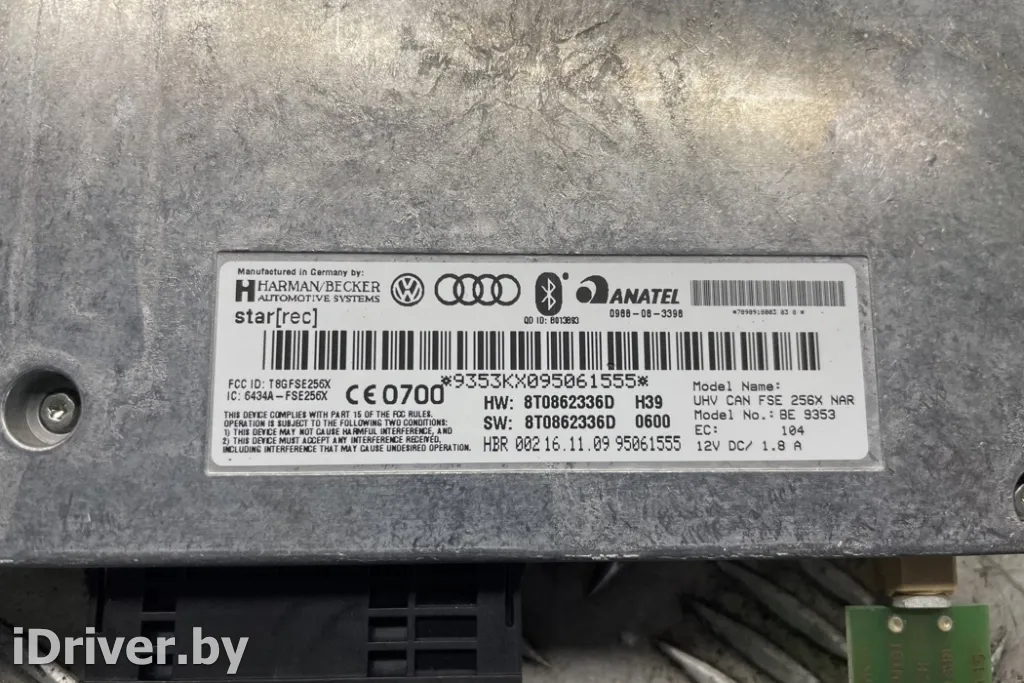 Manufactured in Germany by:
HARMAN/BECKER
AUTOMOTIVE SYSTEMS
star[rec]
ANATEL
QD ID: B013893
0988-08-3398
*9353KX095061555*
FCC ID: T8GFSE256X
IC: 6434A-FSE256X
CE 0700
THIS DEVICE COMPLIES WITH PART 15 OF THE FCC RULES.
OPERATION IS SUBJECT TO THE FOLLOWING TWO CONDITIONS:
1) THIS DEVICE MAY NOT CAUSE HARMFUL INTERFERENCE, AND
2) THIS DEVICE MUST ACCEPT ANY INTERFERENCE RECEIVED,
INCLUDING INTERFERENCE THAT MAY CAUSE UNDESIRED OPERATION.
HW: 8T0862336D H39
SW: 8T0862336D 0600
HBR 002 16.11.09 95061555
Model Name:
UHV CAN FSE 256X NAR
Model No.: BE 9353
EC: 104
12V DC/ 1.8 A
iDriver.by